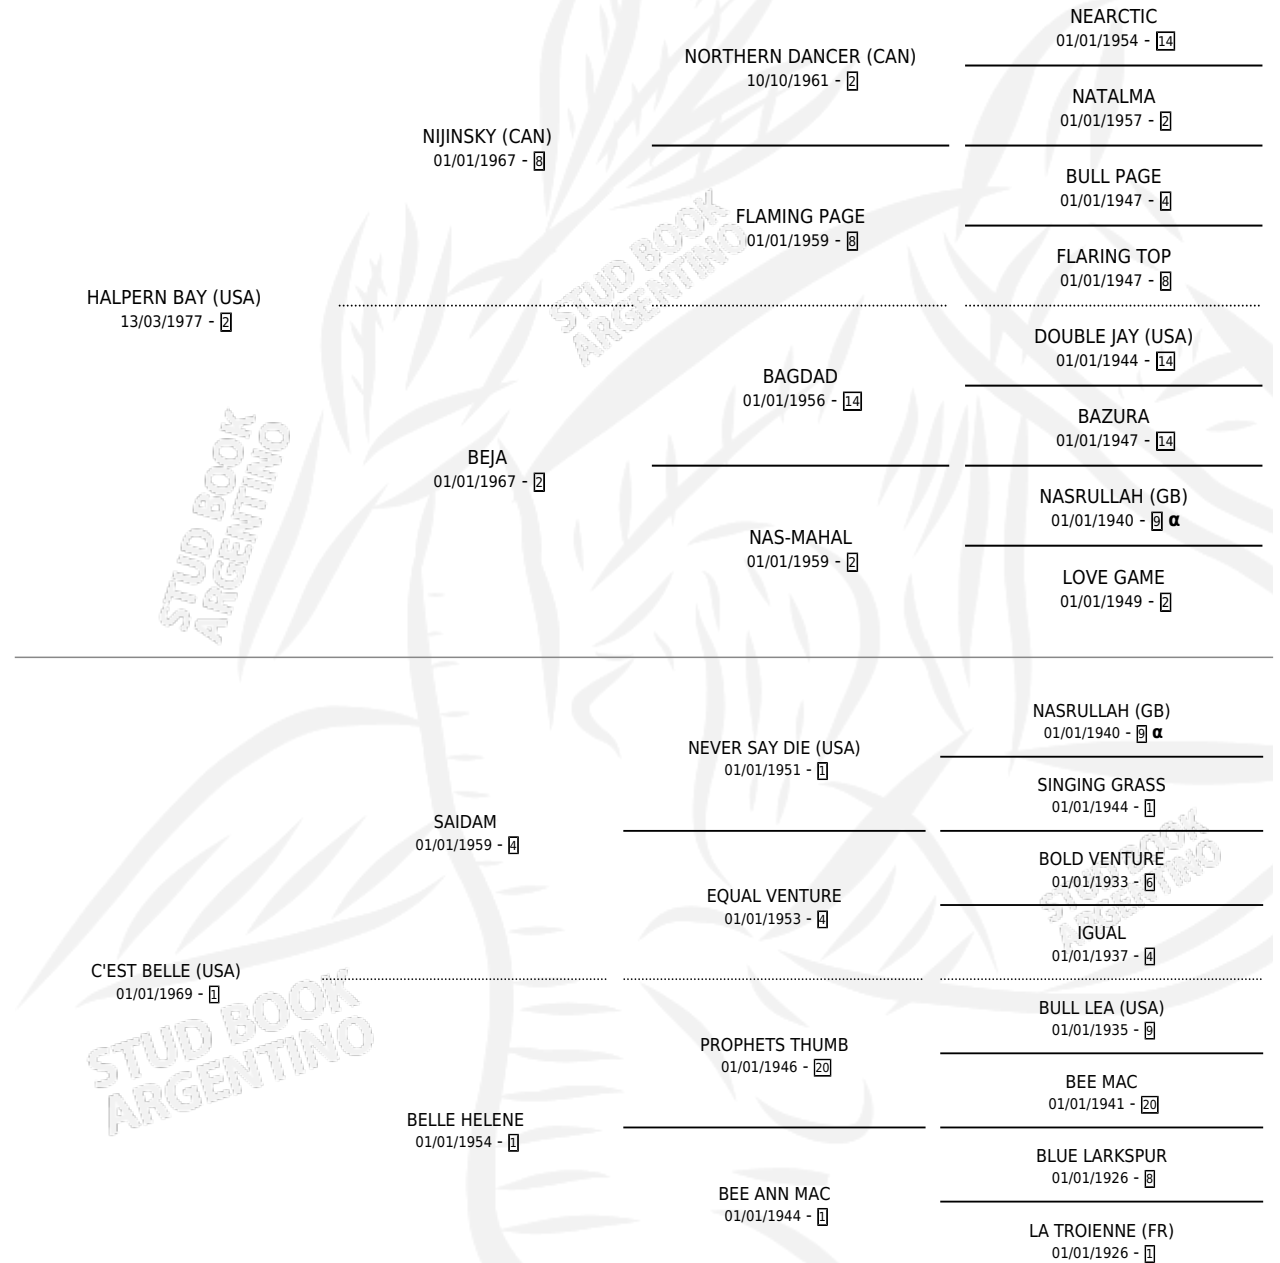 NEARCTIC
01/01/1954 - 14
NORTHERN DANCER (CAN)
10/10/1961 - 2
NATALMA
01/01/1957 - 2
NIJINSKY (CAN)
01/01/1967 - 8
BULL PAGE
01/01/1947 - 4
FLAMING PAGE
01/01/1959 - 8
FLARING TOP
01/01/1947 - 8
HALPERN BAY (USA)
13/03/1977 - 2
DOUBLE JAY (USA)
01/01/1944 - 14
BAGDAD
01/01/1956 - 14
BAZURA
01/01/1947 - 14
BEJA
01/01/1967 - 2
NASRULLAH (GB)
01/01/1940 - 9 α
NAS-MAHAL
01/01/1959 - 2
LOVE GAME
01/01/1949 - 2
NASRULLAH (GB)
01/01/1940 - 9 α
NEVER SAY DIE (USA)
01/01/1951 - 1
SINGING GRASS
01/01/1944 - 1
SAIDAM
01/01/1959 - 4
BOLD VENTURE
01/01/1933 - 6
EQUAL VENTURE
01/01/1953 - 4
IGUAL
01/01/1937 - 4
C'EST BELLE (USA)
01/01/1969 - 1
BULL LEA (USA)
01/01/1935 - 9
PROPHETS THUMB
01/01/1946 - 20
BEE MAC
01/01/1941 - 20
BELLE HELENE
01/01/1954 - 1
BLUE LARKSPUR
01/01/1926 - 8
BEE ANN MAC
01/01/1944 - 1
LA TROIENNE (FR)
01/01/1926 - 1
STUD BOOK
ARGENTINO
STUD BOOK
ARGENTINO
STUD BOOK
ARGENTINO
STUD BOOK
ARGENTINO